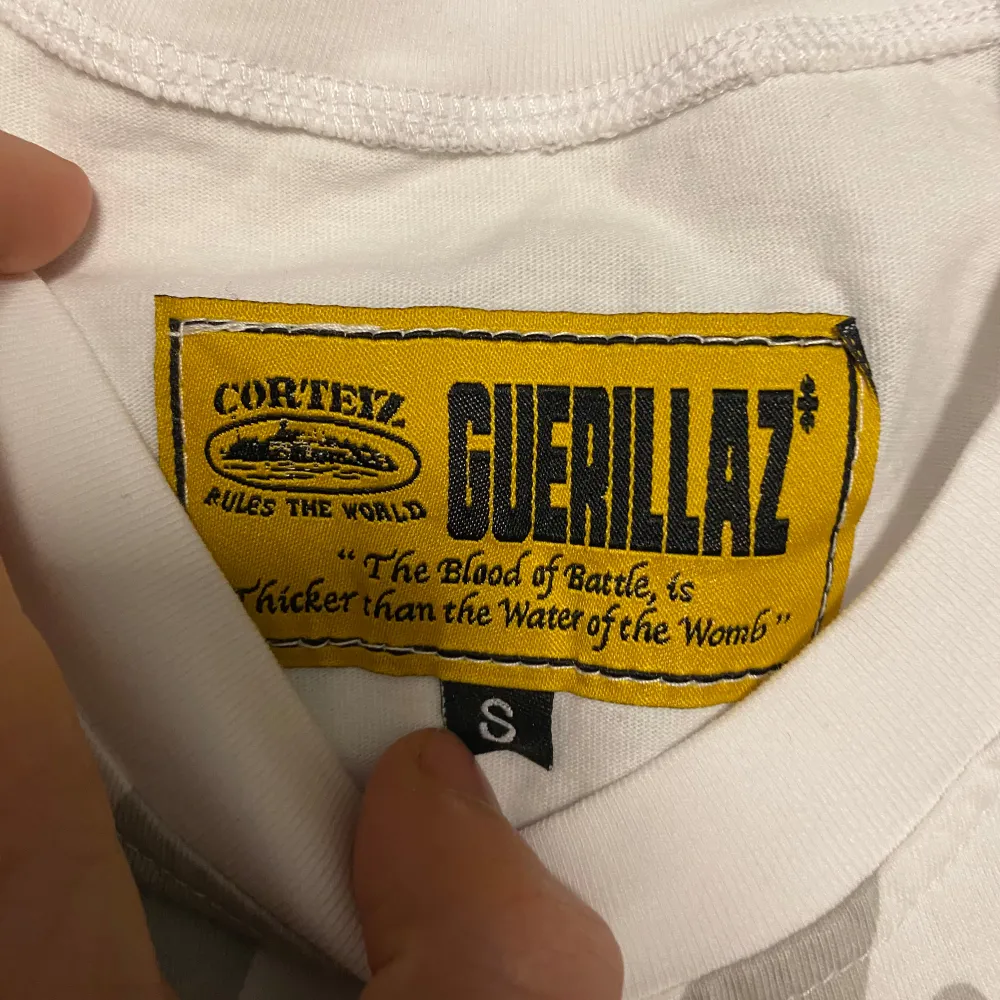 CORTEIZ
RULES THE WORLD
GUERILLAZ
“ The Blood of Battle, is
Thicker than the Water of the Womb ”
S